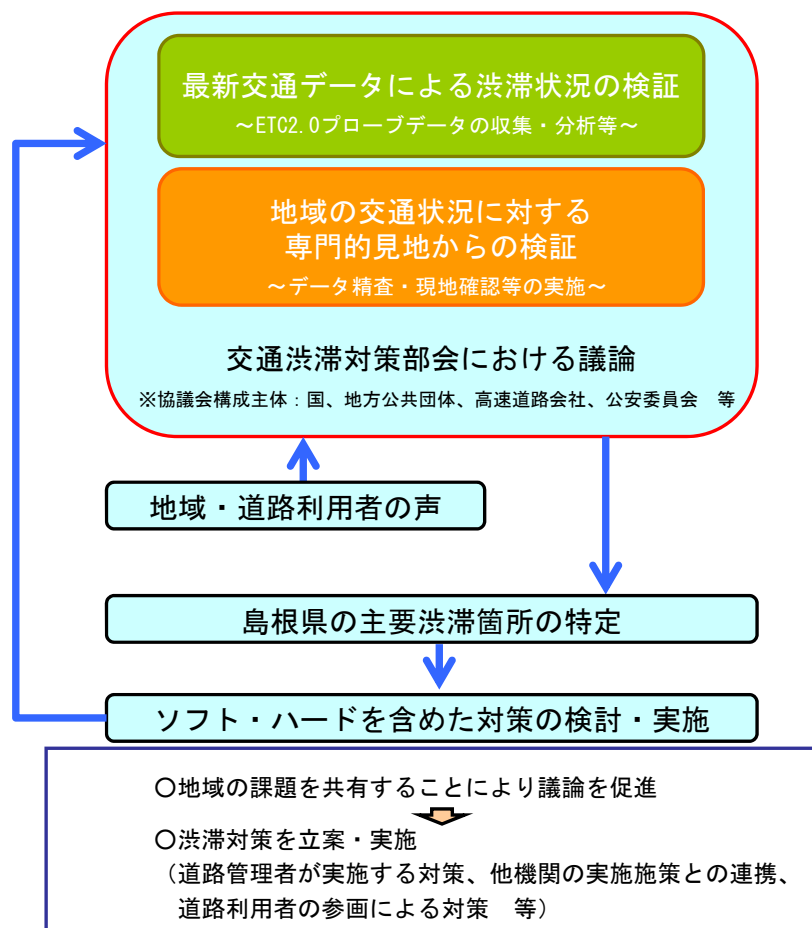 最新交通データによる渋滞状況の検証
～ETC2.0プローブデータの収集・分析等～
地域の交通状況に対する
専門的見地からの検証
～データ精査・現地確認等の実施～
交通渋滞対策部会における議論
※協議会構成主体：国、地方公共団体、高速道路会社、公安委員会　等
地域・道路利用者の声
島根県の主要渋滞箇所の特定
ソフト・ハードを含めた対策の検討・実施
〇地域の課題を共有することにより議論を促進
〇渋滞対策を立案・実施
（道路管理者が実施する対策、他機関の実施施策との連携、
道路利用者の参画による対策　等）